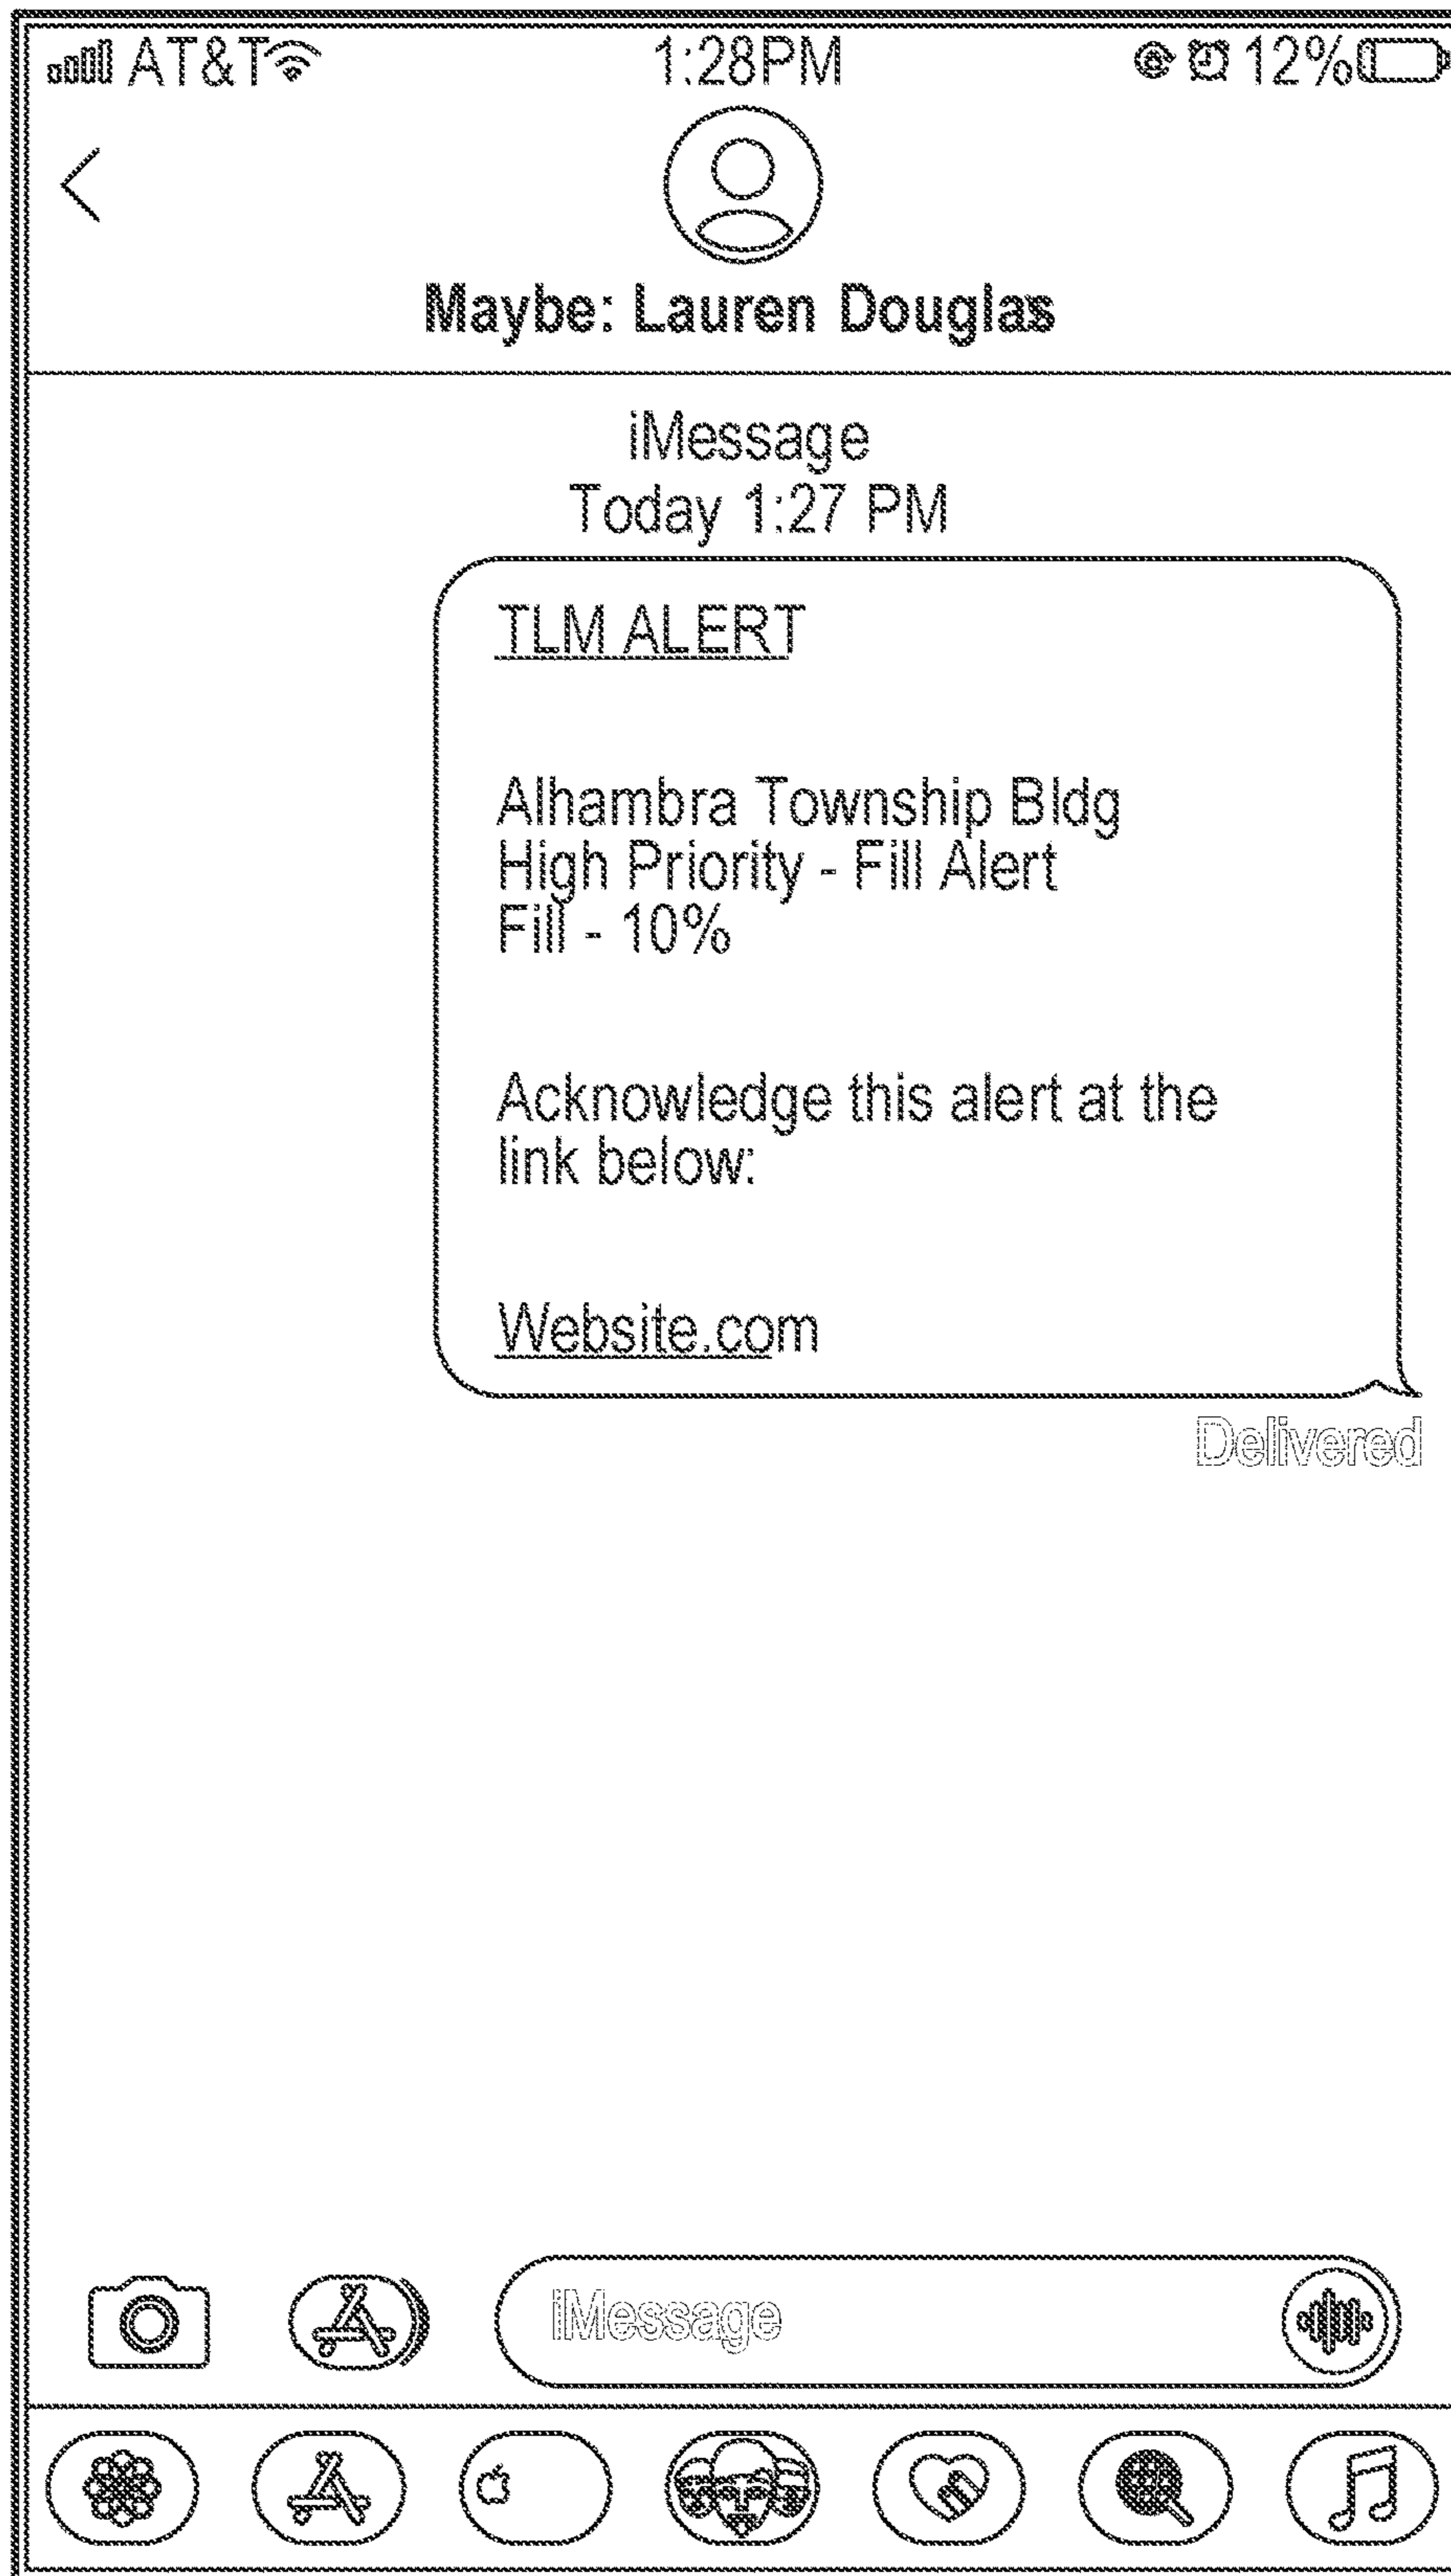 AT&T 1:28PM 12%
Maybe: Lauren Douglas
iMessage
Today 1:27 PM
TLM ALERT
Alhambra Township Bldg
High Priority - Fill Alert
Fill - 10%
Acknowledge this alert at the
link below:
Website.com
Delivered
iMessage